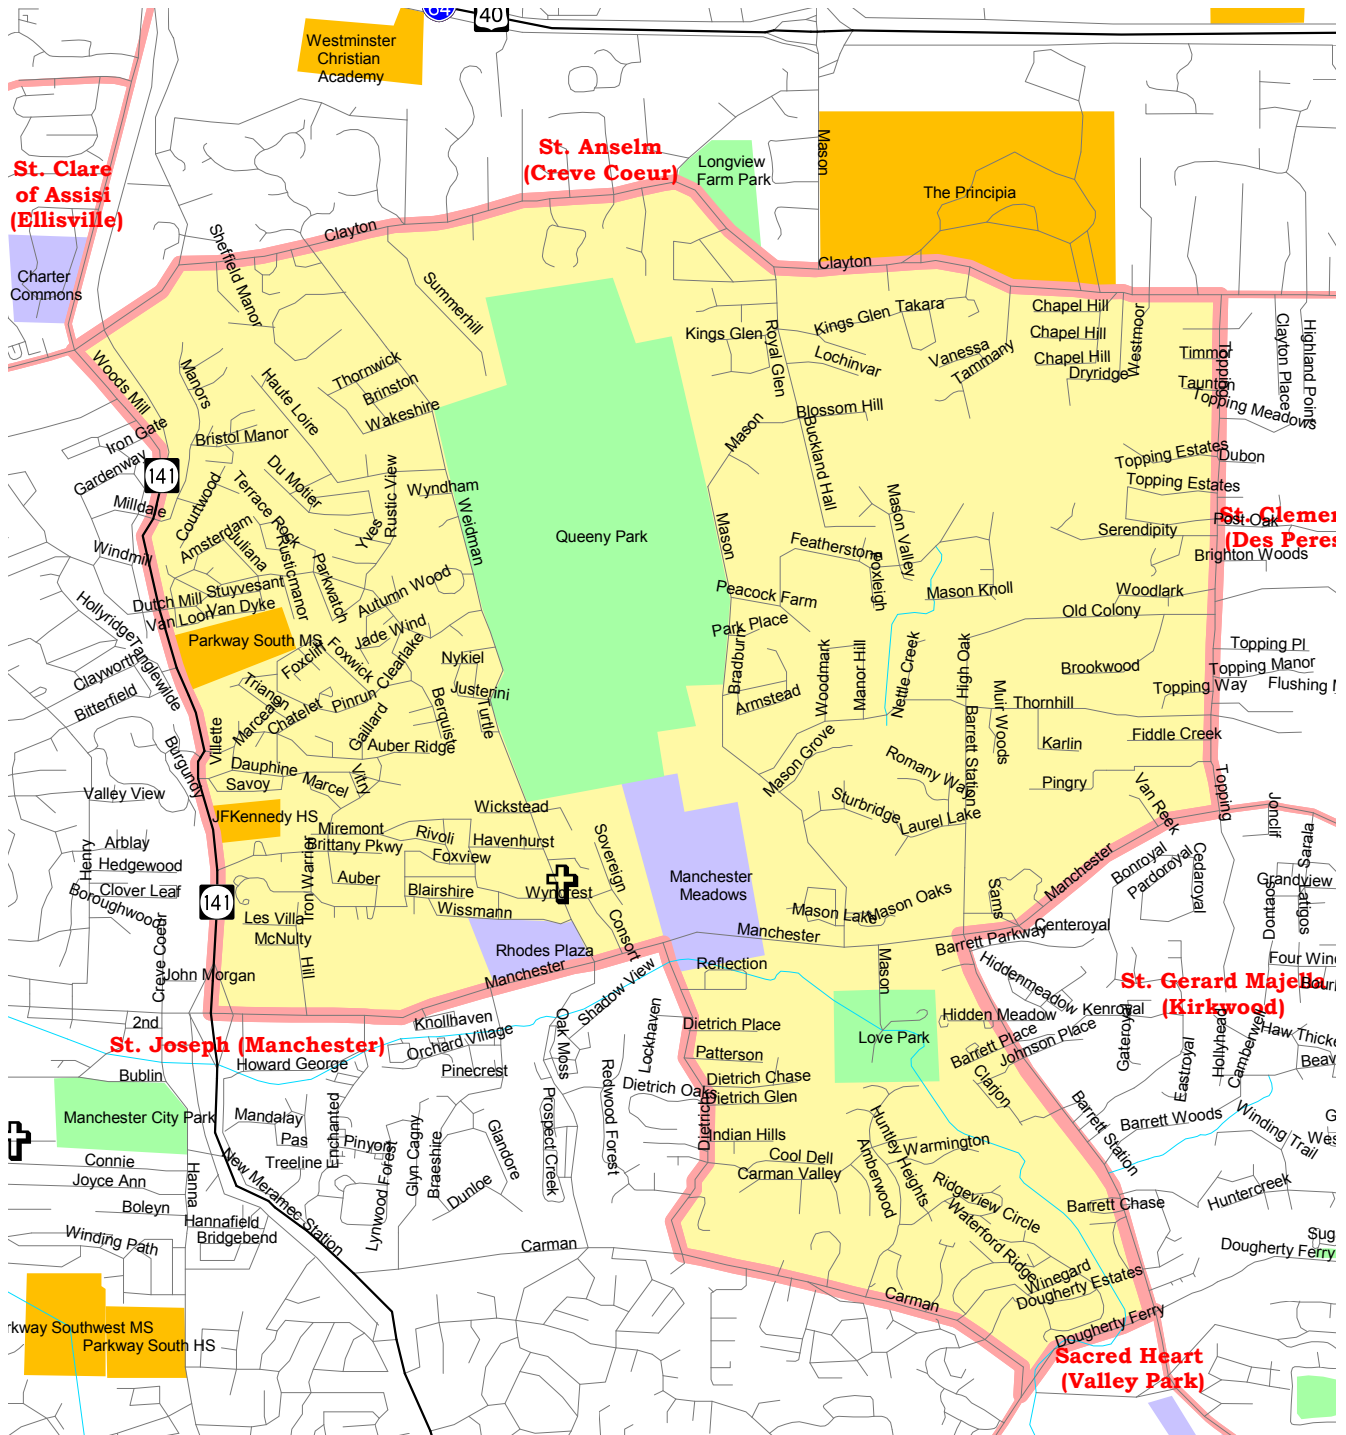 64
40
Westminster
Christian
Academy
St. Anselm
(Creve Coeur)
Longview
Farm Park
Mason
The Principia
St. Clare
of Assisi
(Ellisville)
Charter
Commons
Clayton
Clayton
Sheffield Manor
Summerhill
Kings Glen
Royal Glen
Kings Glen
Takara
Lochinvar
Vanessa
Tammany
Chapel Hill
Chapel Hill
Chapel Hill
Dryridge
Westmoor
Topping
Clayton Place
Highland Point
Taunton
Topping Meadows
Woods Mill
Manors
Haute Loire
Thornwick
Brinston
Wakeshire
Blossom Hill
Buckland Hall
Mason
Iron Gate
Gardenway
141
Milldale
Windmill
Bristol Manor
Courtwood
Terrace Rock
Du Motier
Yves
Rustic View
Wyndham
Weidman
Queeny Park
Mason
Mason Valley
Featherstone
Foxleigh
Mason Knoll
Topping Estates
Dubon
Topping Estates
Serendipity
Post Oak
Brighton Woods
Woodlark
Old Colony
Amsterdam
Juliana
Rusticmanor
Parkwatch
Stuyvesant
Dutch Mill
Van Loon
Van Dyke
Autumn Wood
Jade Wind
Parkway South MS
Foxcliff
Foxwick
Clearlake
Nykiel
Justerini
Turtle
Hollyridge
Tanglewilde
Clayworth
Bitterfield
Burgundy
Trianon
Marceau
Chatelet
Pinrun
Gaillard
Berquist
Villette
Auber Ridge
Dauphine
Savoy
Marcel
Vitry
Peacock Farm
Park Place
Bradburn
Armstead
Woodmark
Manor Hill
Nettle Creek
High Oak
Barrett Station
Muir Woods
Thornhill
Karlin
Pingry
Brookwood
Topping Pl
Topping Manor
Topping Way
Fiddle Creek
Topping
Mason Grove
Sturbridge
Romany Way
Laurel Lake
Van Reek
Valley View
JFKennedy HS
Wickstead
Miremont
Brittany Pkwy
Rivoli
Foxview
Havenhurst
Sovereign
Henry
Arblay
Hedgewood
Clover Leaf
Boroughwood
141
Iron Warrior
Auber
Blairshire
Wissmann
Wyncrest
Consort
Les Villa
McNulty
Hill
Rhodes Plaza
Manchester
Meadows
Manchester
Mason Lake
Mason Oaks
Sams
Manchester
Bonroyal
Pardoroyal
Cedaroyal
Jonclif
Sarala
Grandview
Latigos
Centeroyal
Barrett Parkway
Creve Coeur
John Morgan
Manchester
Shadow View
Reflection
Mason
Hiddenmeadow
Hidden Meadow
Kenroyal
St. Gerard Majella
(Kirkwood)
2nd
St. Joseph (Manchester)
Knollhaven
Orchard Village
Oak Moss
Lockhaven
Dietrich Place
Patterson
Love Park
Barrett Place
Johnson Place
Clarjon
Gateroyal
Eastroyal
Hollyhead
Camberwell
Howard George
Bublin
Pinecrest
Redwood Forest
Dietrich Oaks
Dietrich Chase
Dietrich Glen
Dietrich
Manchester City Park
Mandalay
Pas
Enchanted
Pinyon
Treeline
Lynwood Forest
Glyn Cagny
Braeshire
Glandore
Dunloe
Prospect Creek
Indian Hills
Cool Dell
Carman Valley
Huntley Heights
Amberwood
Warmington
Barrett Station
Barrett Woods
Winding Trail
Connie
Joyce Ann
Boleyn
Hanna
New Meramec Station
Hannafield
Bridgebend
Winding Path
Carman
Ridgeview Circle
Waterford Ridge
Winegard
Dougherty Estates
Barrett Chase
Huntercreek
Dougherty Ferry
Carman
Dougherty Ferry
Parkway South HS
Sacred Heart
(Valley Park)